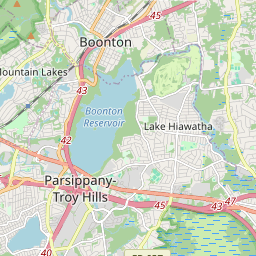 45
Boonton
Mountain Lakes
43
Boonton
Reservoir
Lake Hiawatha
42
Parsippany-
Troy Hills
45
43
47
40